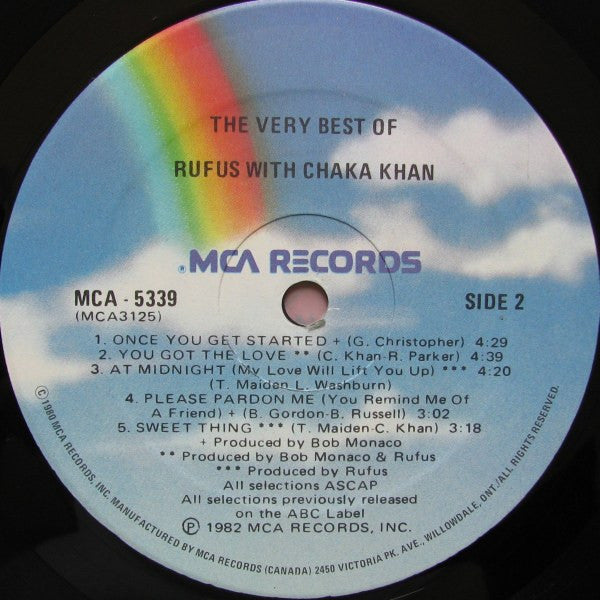 THE VERY BEST OF
RUFUS WITH CHAKA KHAN
MCA RECORDS
MCA - 5339
(MCA3125)
SIDE 2
1. ONCE YOU GET STARTED + (G. Christopher) 4:29
2. YOU GOT THE LOVE ** (C. Khan-R. Parker) 4:39
3. AT MIDNIGHT (My Love Will Lift You Up) *** 4:20
(T. Maiden-L. Washburn)
4. PLEASE PARDON ME (You Remind Me Of
A Friend) + (B. Gordon-B. Russell) 3:02
5. SWEET THING *** (T. Maiden-C. Khan) 3:18
+ Produced by Bob Monaco
** Produced by Bob Monaco & Rufus
*** Produced by Rufus
All selections ASCAP
All selections previously released
on the ABC Label
Ⓟ 1982 MCA RECORDS, INC.
© 1980 MCA RECORDS, INC. MANUFACTURED BY MCA RECORDS (CANADA) 2450 VICTORIA PK. AVE., WILLOWDALE, ONT./ALL RIGHTS RESERVED.